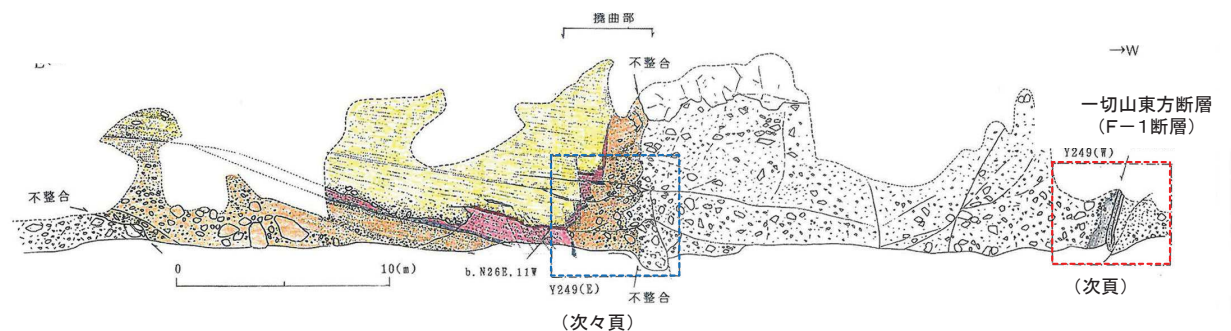 撓曲部
不整合
→W
一切山東方断層
(F-1断層)
Y249(W)
不整合
0
10(m)
b.N26E,11W
Y249(E)
不整合
(次頁)
(次々頁)